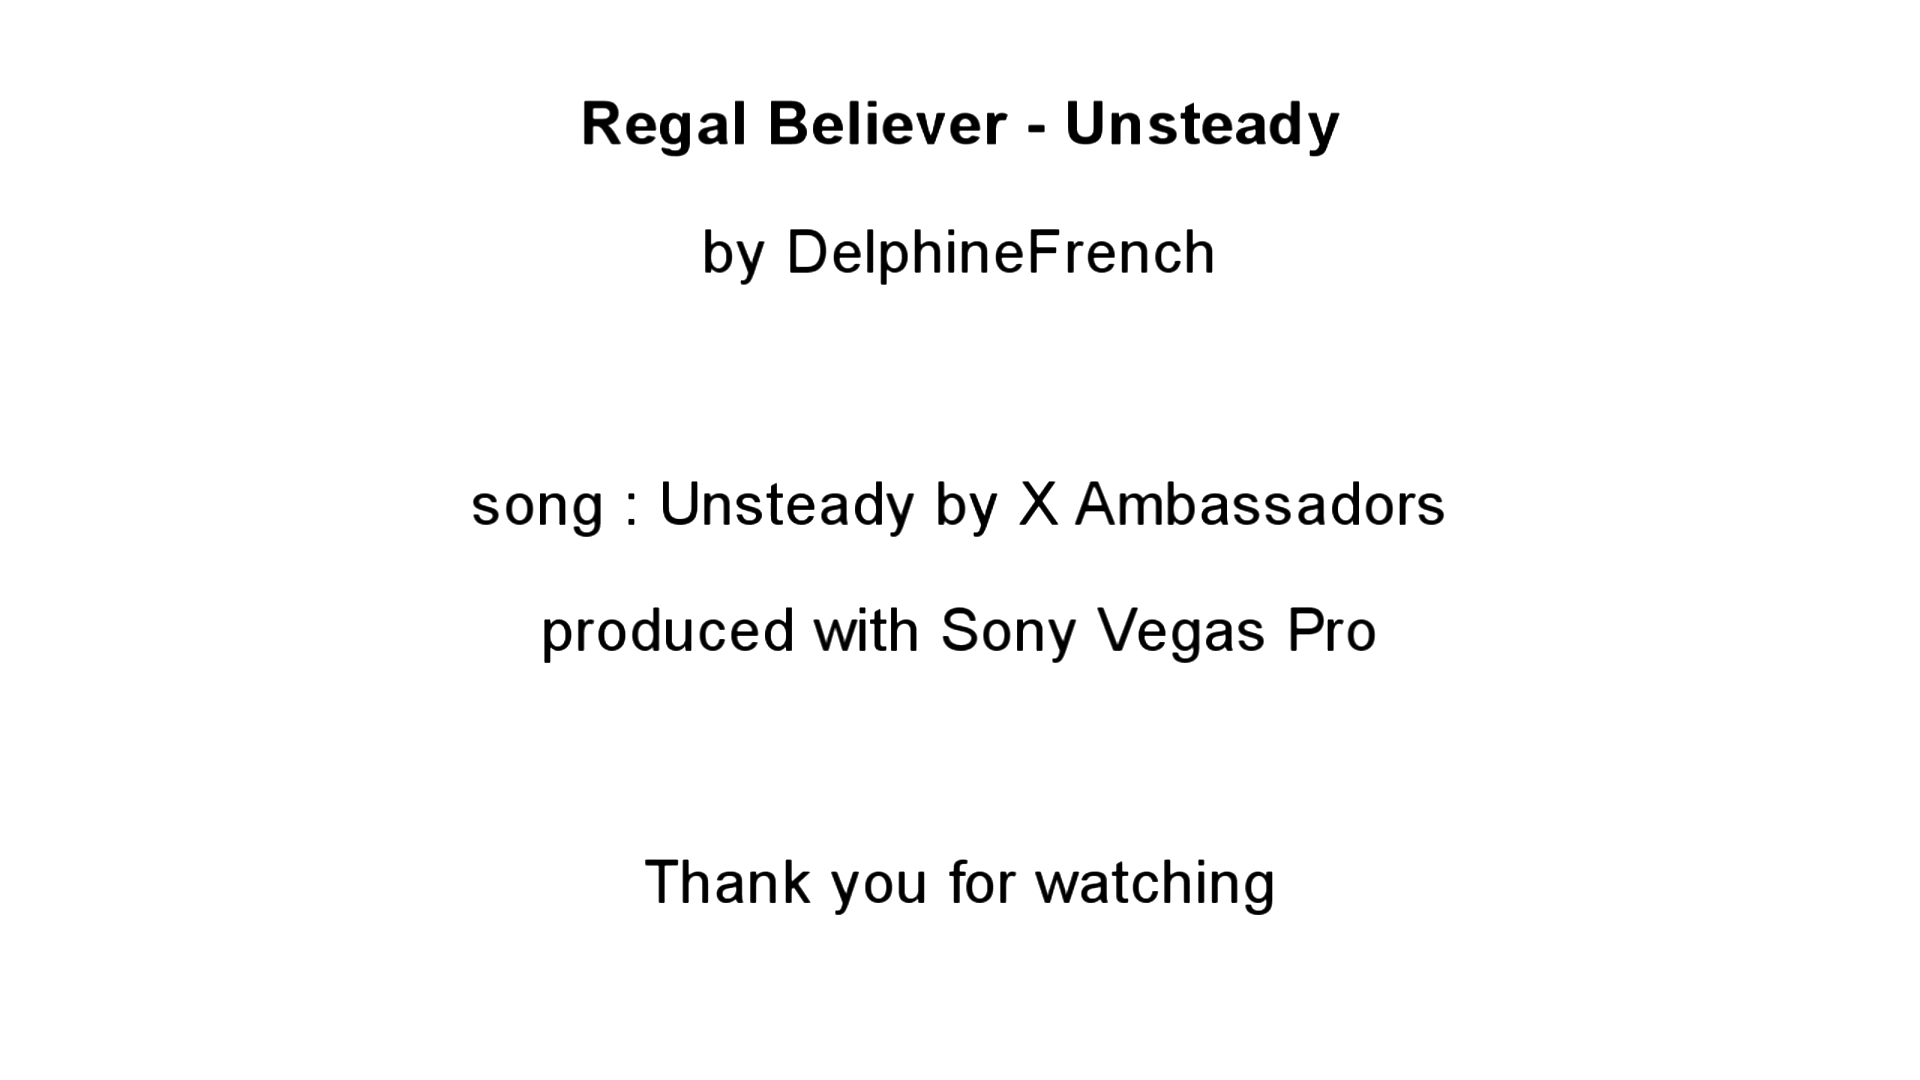 Regal Believer - Unsteady
by DelphineFrench
song : Unsteady by X Ambassadors
produced with Sony Vegas Pro
Thank you for watching